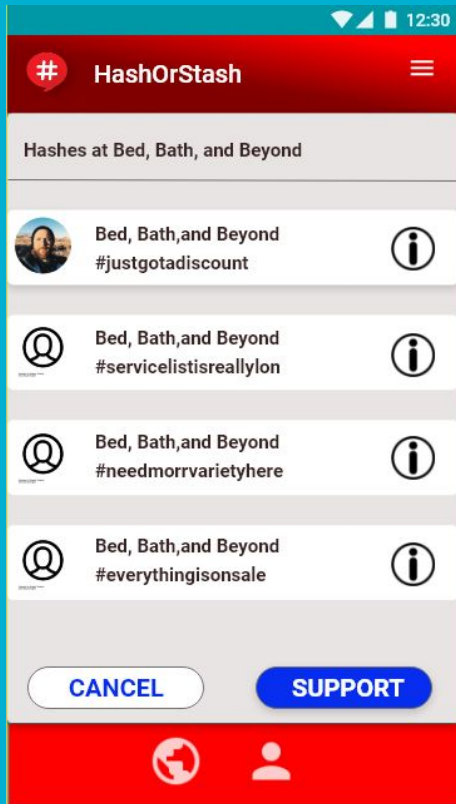 12:30
#
HashOrStash
Hashes at Bed, Bath, and Beyond
Bed, Bath,and Beyond
#justgotadiscount
Bed, Bath,and Beyond
#servicelistisreallylon
Bed, Bath,and Beyond
#needmorrvarietyhere
Bed, Bath,and Beyond
#everythingisonsale
CANCEL
SUPPORT